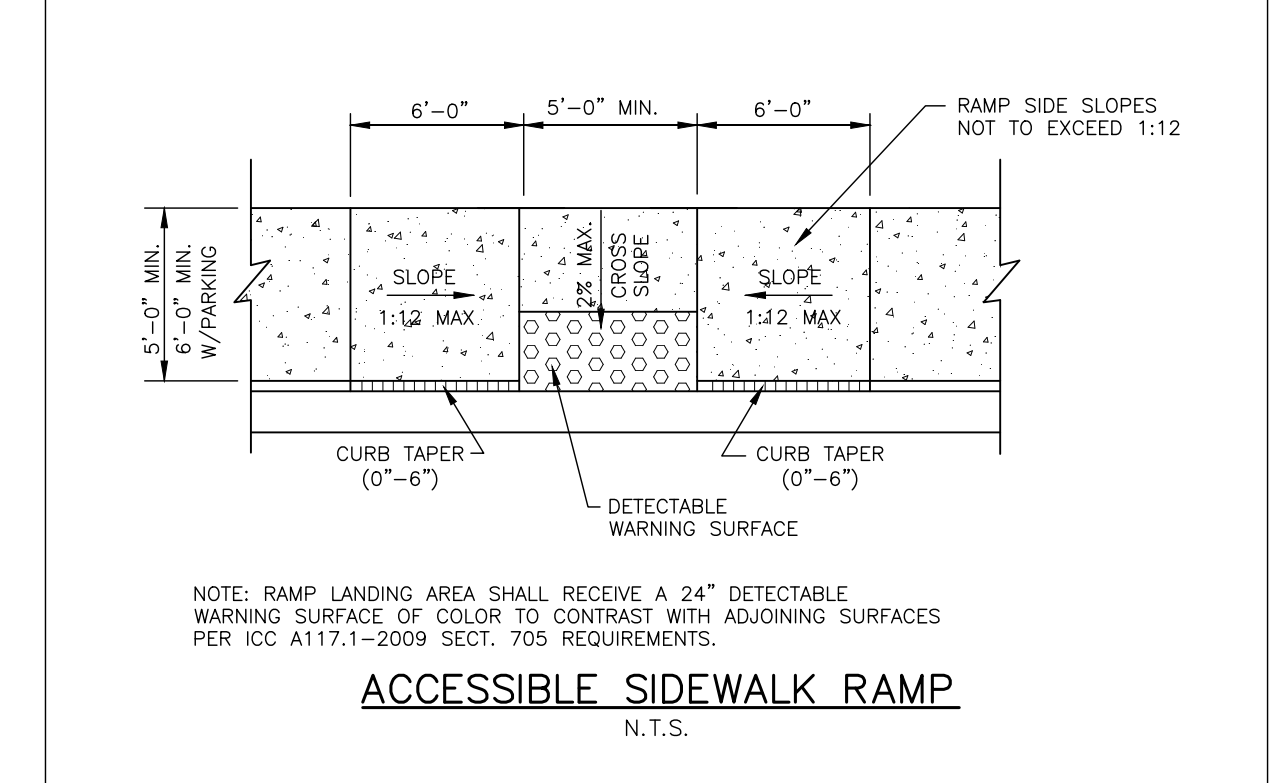 6'-0"
5'-0" MIN.
6'-0"
RAMP SIDE SLOPES
NOT TO EXCEED 1:12
5'-0" MIN.
6'-0" MIN.
W/PARKING
SLOPE
1:12 MAX
2% MAX.
CROSS
SLOPE
SLOPE
1:12 MAX
CURB TAPER
(0"-6")
CURB TAPER
(0"-6")
DETECTABLE
WARNING SURFACE
NOTE: RAMP LANDING AREA SHALL RECEIVE A 24" DETECTABLE
WARNING SURFACE OF COLOR TO CONTRAST WITH ADJOINING SURFACES
PER ICC A117.1-2009 SECT. 705 REQUIREMENTS.
ACCESSIBLE SIDEWALK RAMP
N.T.S.